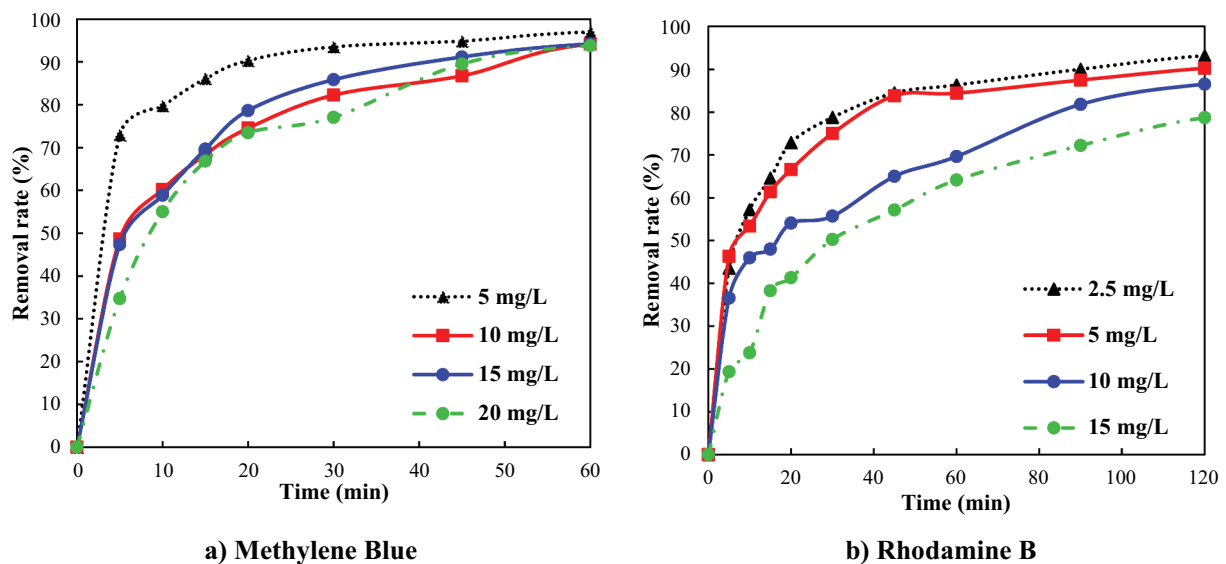 Removal rate (%)
100
90
80
70
60
50
40
30
20
10
0
5 mg/L
10 mg/L
15 mg/L
20 mg/L
0 10 20 30 40 50 60
Time (min)
a) Methylene Blue
Removal rate (%)
100
90
80
70
60
50
40
30
20
10
0
2.5 mg/L
5 mg/L
10 mg/L
15 mg/L
0 20 40 60 80 100 120
Time (min)
b) Rhodamine B